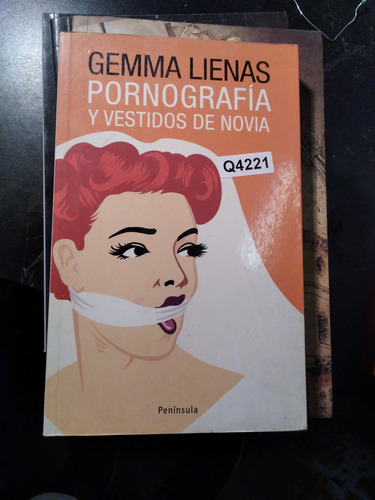 GEMMA LIENAS
PORNOGRAFÍA
Y VESTIDOS DE NOVIA
Q4221
Península